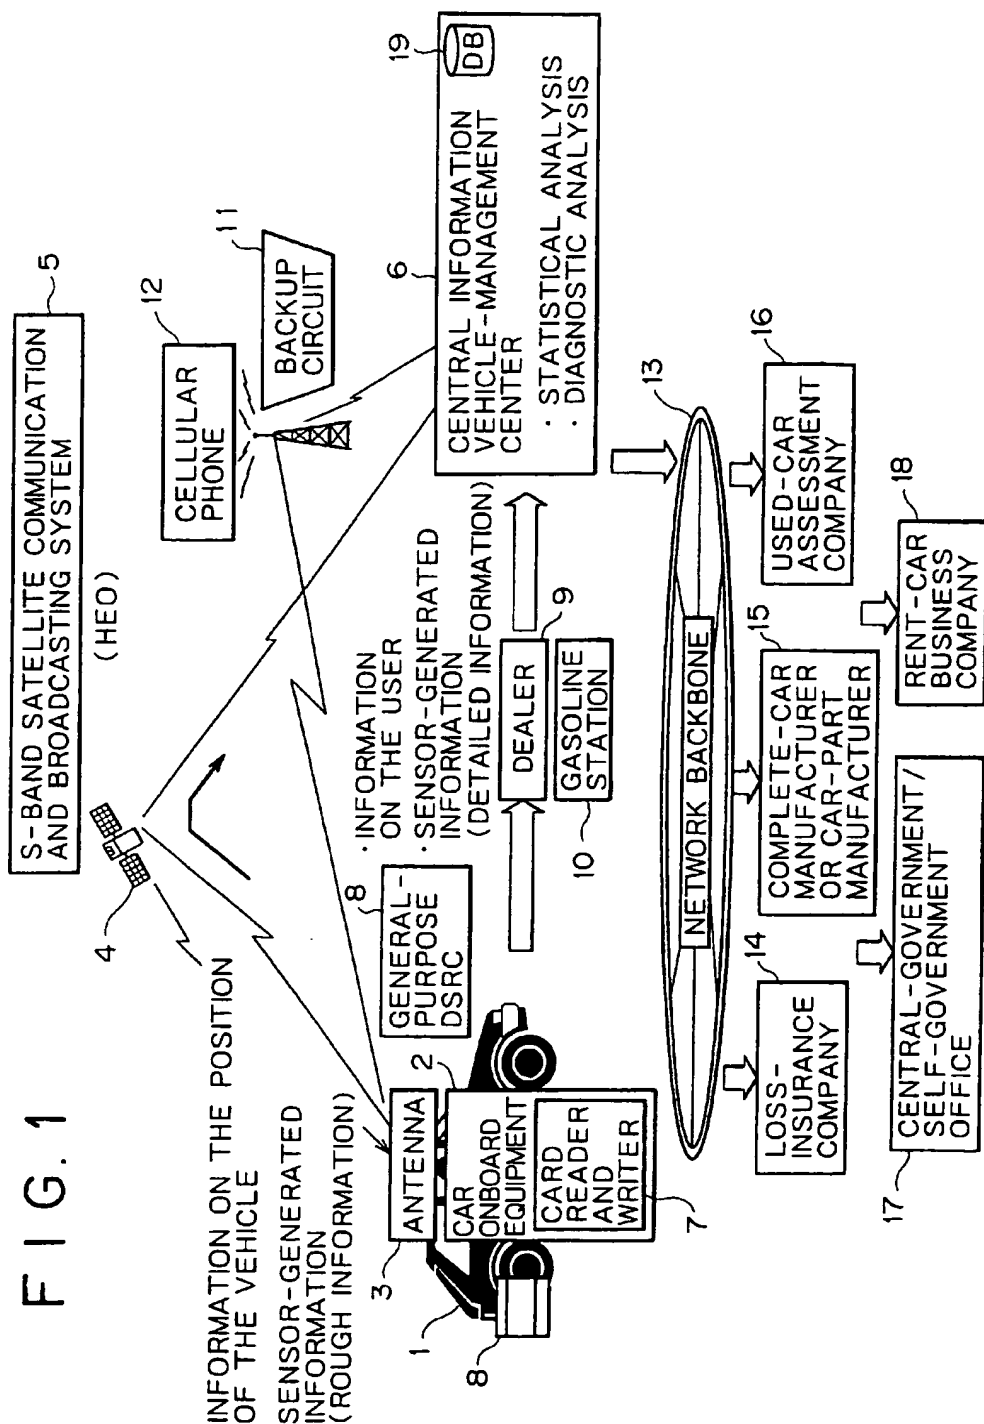 FIG. 1
S-BAND SATELLITE COMMUNICATION
AND BROADCASTING SYSTEM
5
(HEO)
4
INFORMATION ON THE POSITION
OF THE VEHICLE
SENSOR-GENERATED
INFORMATION
(ROUGH INFORMATION)
CELLULAR
PHONE
12
BACKUP
CIRCUIT
11
3
ANTENNA
1
8
2
CAR
ONBOARD
EQUIPMENT
CARD
READER
AND
WRITER
7
GENERAL-
PURPOSE
DSRC
8
· INFORMATION
ON THE USER
· SENSOR-GENERATED
INFORMATION
(DETAILED INFORMATION)
DEALER
9
GASOLINE
STATION
10
6
CENTRAL INFORMATION
VEHICLE-MANAGEMENT
CENTER
· STATISTICAL ANALYSIS
· DIAGNOSTIC ANALYSIS
DB
19
NETWORK BACKBONE
13
LOSS-
INSURANCE
COMPANY
14
COMPLETE-CAR
MANUFACTURER
OR CAR-PART
MANUFACTURER
15
USED-CAR
ASSESSMENT
COMPANY
16
17
CENTRAL-GOVERNMENT/
SELF-GOVERNMENT
OFFICE
RENT-CAR
BUSINESS
COMPANY
18